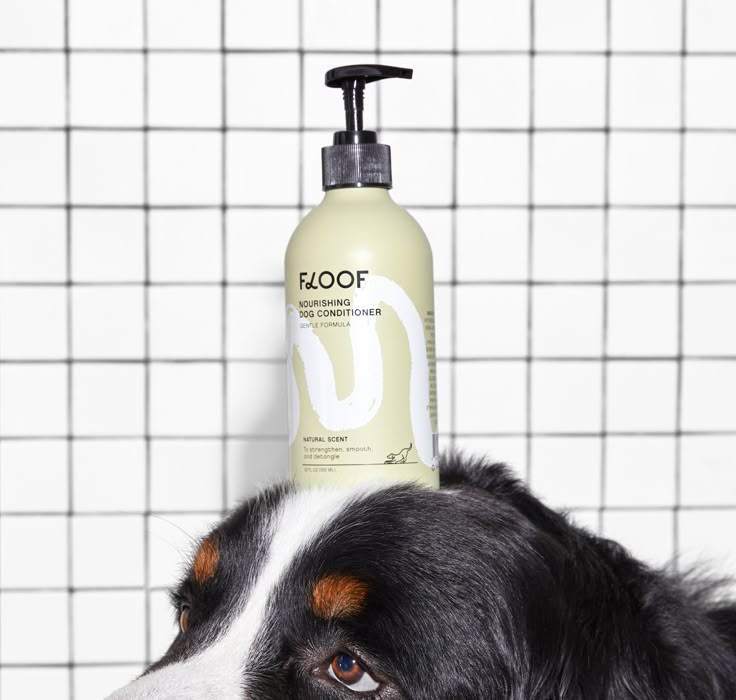 FLOOF
NOURISHING
DOG CONDITIONER
GENTLE FORMULA
NATURAL SCENT
To strengthen, smooth,
and detangle